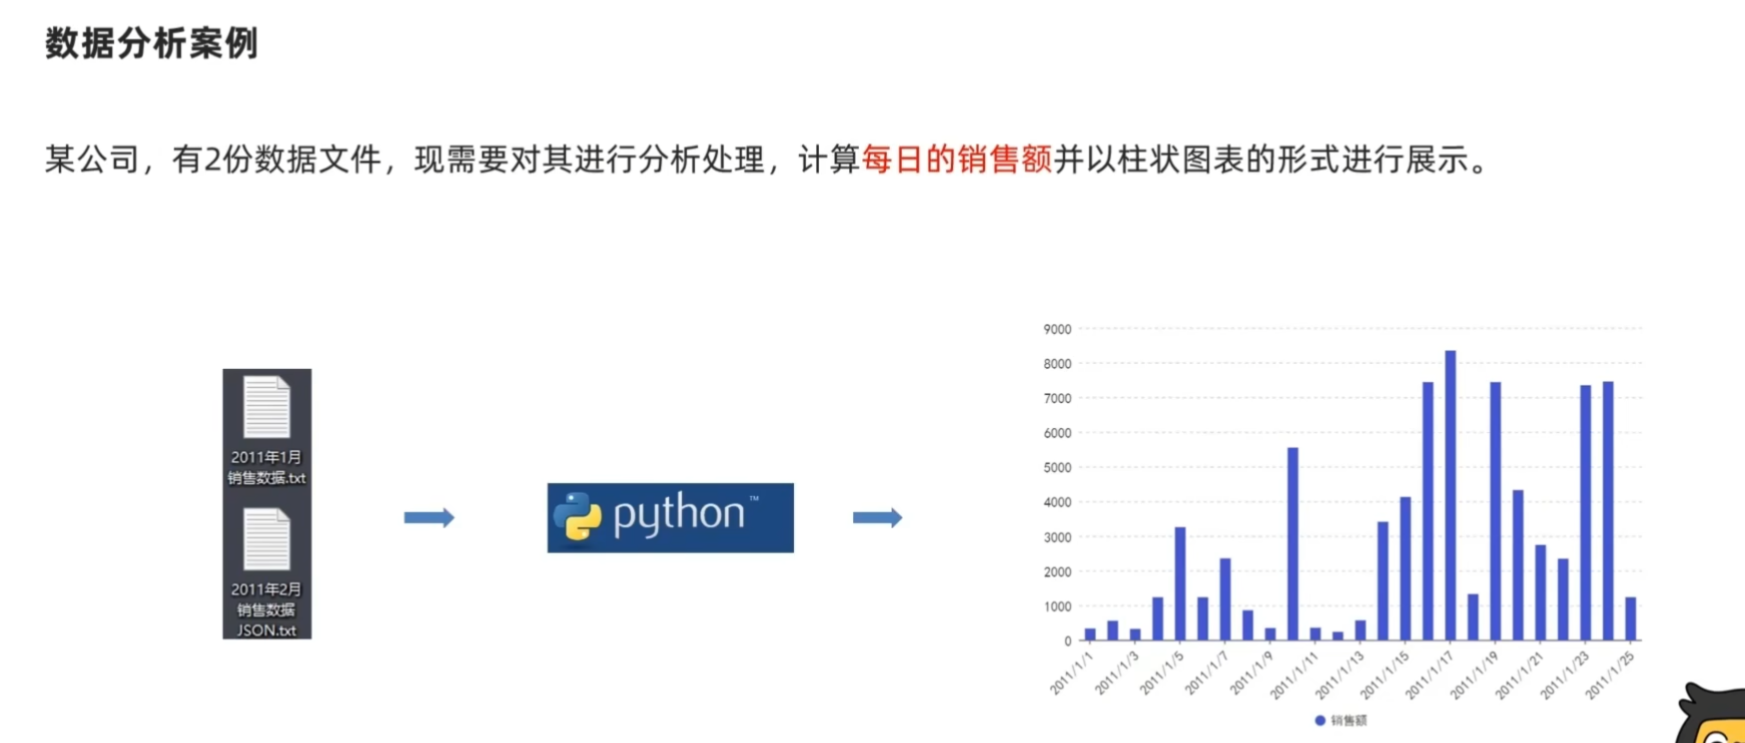 数据分析案例
某公司，有2份数据文件，现需要对其进行分析处理，计算每日的销售额并以柱状图表的形式进行展示。
2011年1月
销售数据.txt
2011年2月
销售数据
JSON.txt
python™
9000
8000
7000
6000
5000
4000
3000
2000
1000
0
2011/1/1
2011/1/3
2011/1/5
2011/1/7
2011/1/9
2011/1/11
2011/1/13
2011/1/15
2011/1/17
2011/1/19
2011/1/21
2011/1/23
2011/1/25
销售额